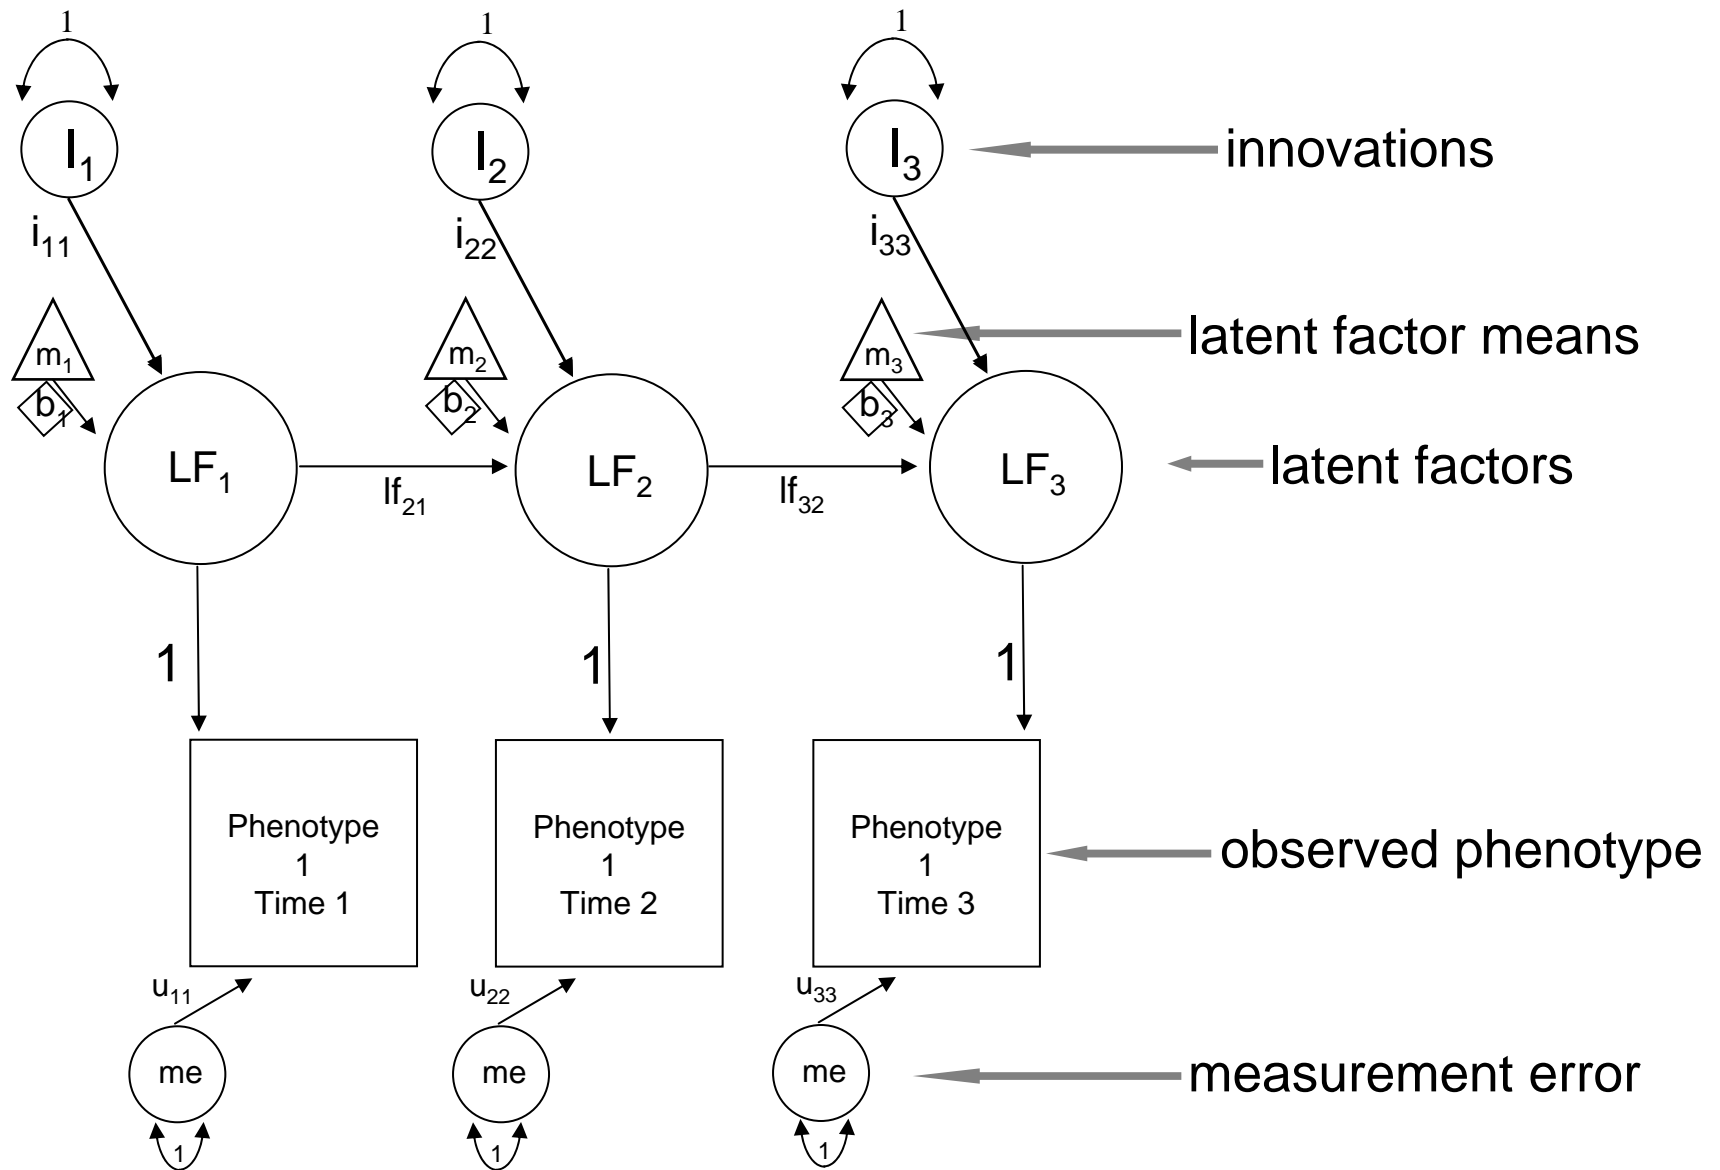 1 1 1
I₁ I₂ I₃ innovations
i₁₁ i₂₂ i₃₃
m₁ m₂ m₃ latent factor means
b₁ b₂ b₃
LF₁ LF₂ LF₃ latent factors
lf₂₁ lf₃₂
1 1 1
Phenotype Phenotype Phenotype
1 1 1 observed phenotype
Time 1 Time 2 Time 3
u₁₁ u₂₂ u₃₃
me me me measurement error
1 1 1